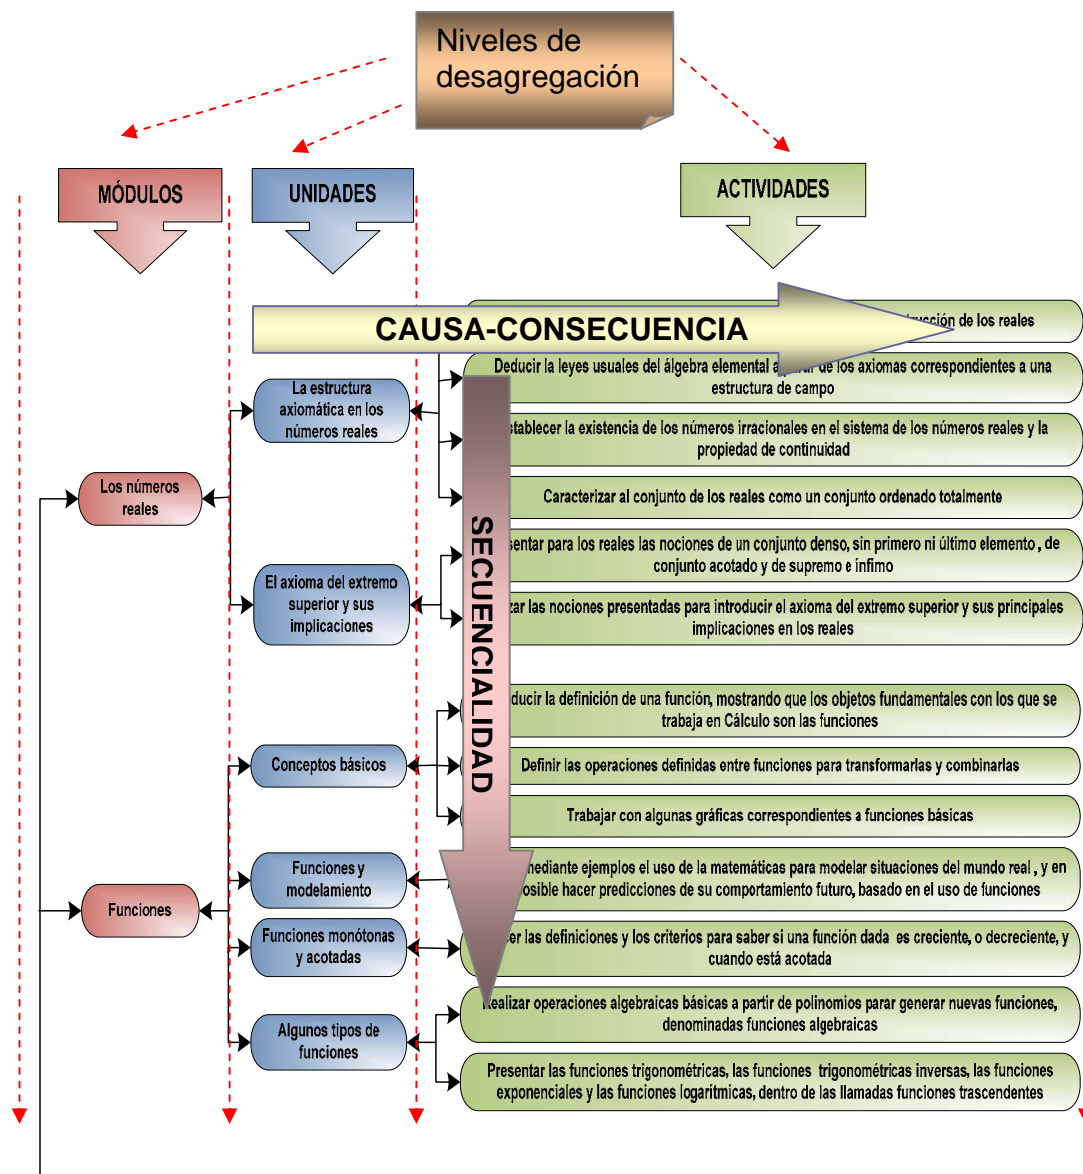 Niveles de
desagregación
MÓDULOS
UNIDADES
ACTIVIDADES
CAUSA-CONSECUENCIA
de los reales
Deducir la leyes usuales del álgebra elemental a de los axiomas correspondientes a una
estructura de campo
La estructura
axiomática en los
números reales
la existencia de los números irracionales en el sistema de los números reales y la
propiedad de continuidad
Los números
reales
Caracterizar al conjunto de los reales como un conjunto ordenado totalmente
SECUENCIALIDAD
para los reales las nociones de un conjunto denso, sin primero ni último elemento , de
conjunto acotado y de supremo e ínfimo
El axioma del extremo
superior y sus
implicaciones
las nociones presentadas para introducir el axioma del extremo superior y sus principales
implicaciones en los reales
la definición de una función, mostrando que los objetos fundamentales con los que se
trabaja en Cálculo son las funciones
Conceptos básicos
Definir las operaciones definidas entre funciones para transformarlas y combinarlas
Trabajar con algunas gráficas correspondientes a funciones básicas
Funciones y
modelamiento
mediante ejemplos el uso de la matemáticas para modelar situaciones del mundo real , y en
hacer predicciones de su comportamiento futuro, basado en el uso de funciones
Funciones
Funciones monótonas
y acotadas
las definiciones y los criterios para saber si una función dada es creciente, o decreciente, y
cuando está acotada
Realizar operaciones algebraicas básicas a partir de polinomios parar generar nuevas funciones,
denominadas funciones algebraicas
Algunos tipos de
funciones
Presentar las funciones trigonométricas, las funciones trigonométricas inversas, las funciones
exponenciales y las funciones logarítmicas, dentro de las llamadas funciones trascendentes